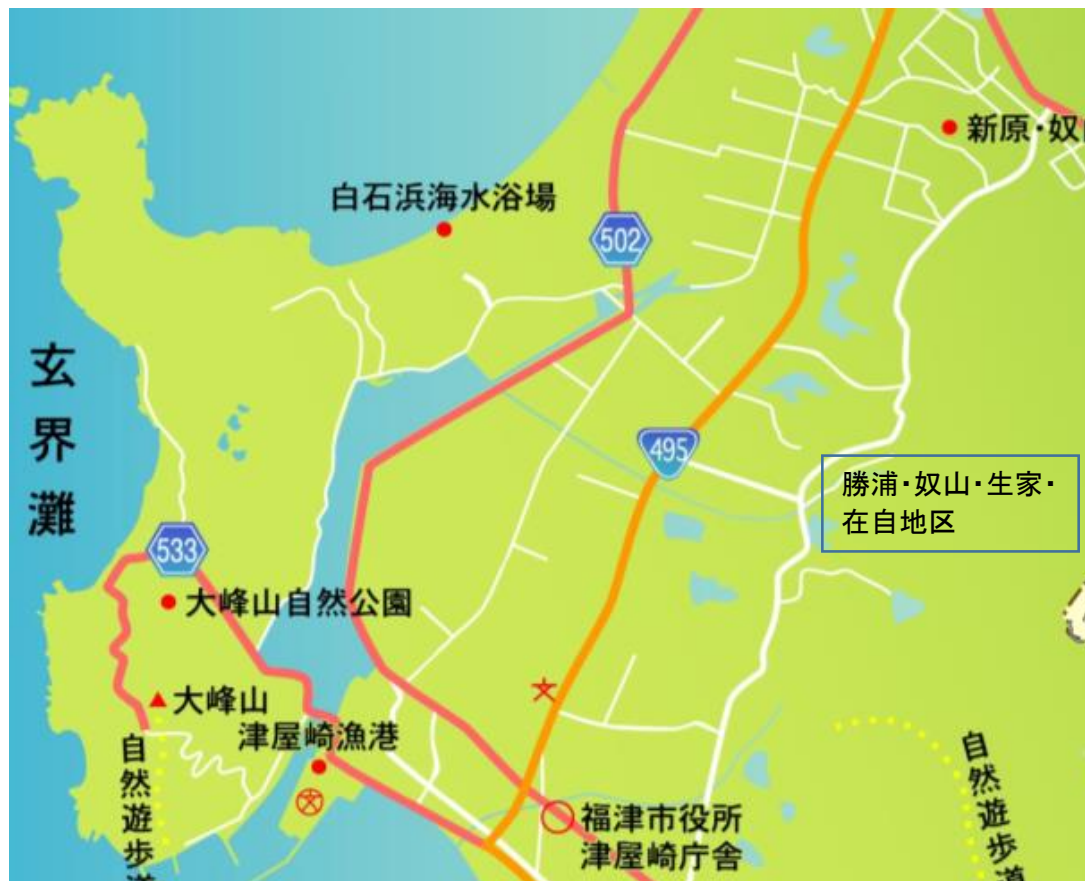 新原・奴
白石浜海水浴場
502
玄界灘
495
勝浦・奴山・生家・
在自地区
533
大峰山自然公園
大峰山
津屋崎漁港
自然遊歩道
自然遊歩道
福津市役所
津屋崎庁舎